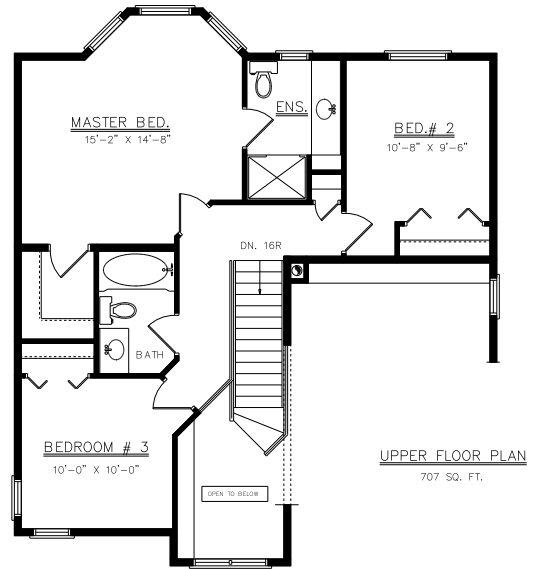 ENS.
MASTER BED.
15'-2" X 14'-8"
BED.# 2
10'-8" X 9'-6"
DN. 16R
BATH
BEDROOM # 3
10'-0" X 10'-0"
UPPER FLOOR PLAN
707 SQ. FT.
OPEN TO BELOW